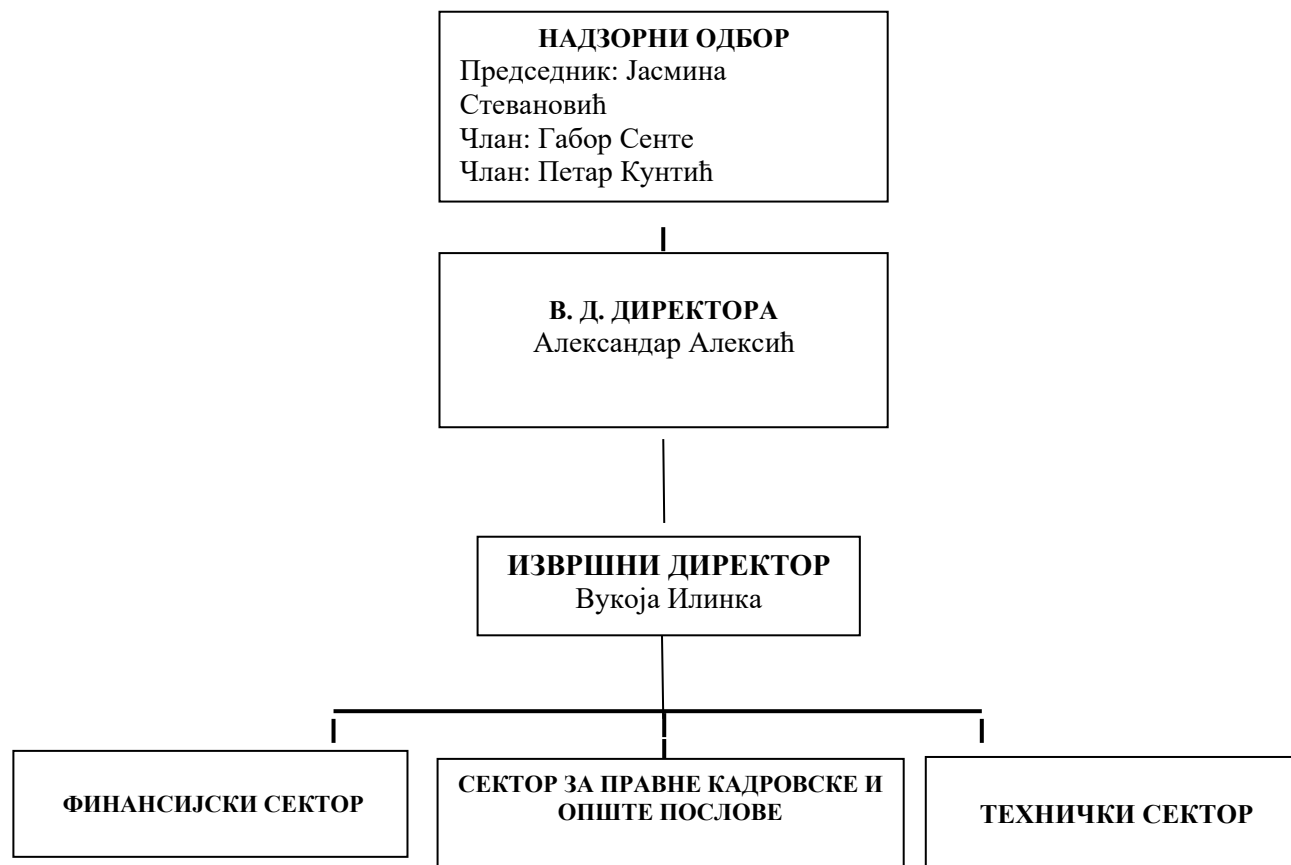 НАДЗОРНИ ОДБОР
Председник: Јасмина
Стевановић
Члан: Габор Сенте
Члан: Петар Кунтић
В. Д. ДИРЕКТОРА
Александар Алексић
ИЗВРШНИ ДИРЕКТОР
Вукоја Илинка
ФИНАНСИЈСКИ СЕКТОР
СЕКТОР ЗА ПРАВНЕ КАДРОВСКЕ И
ОПШТЕ ПОСЛОВЕ
ТЕХНИЧКИ СЕКТОР